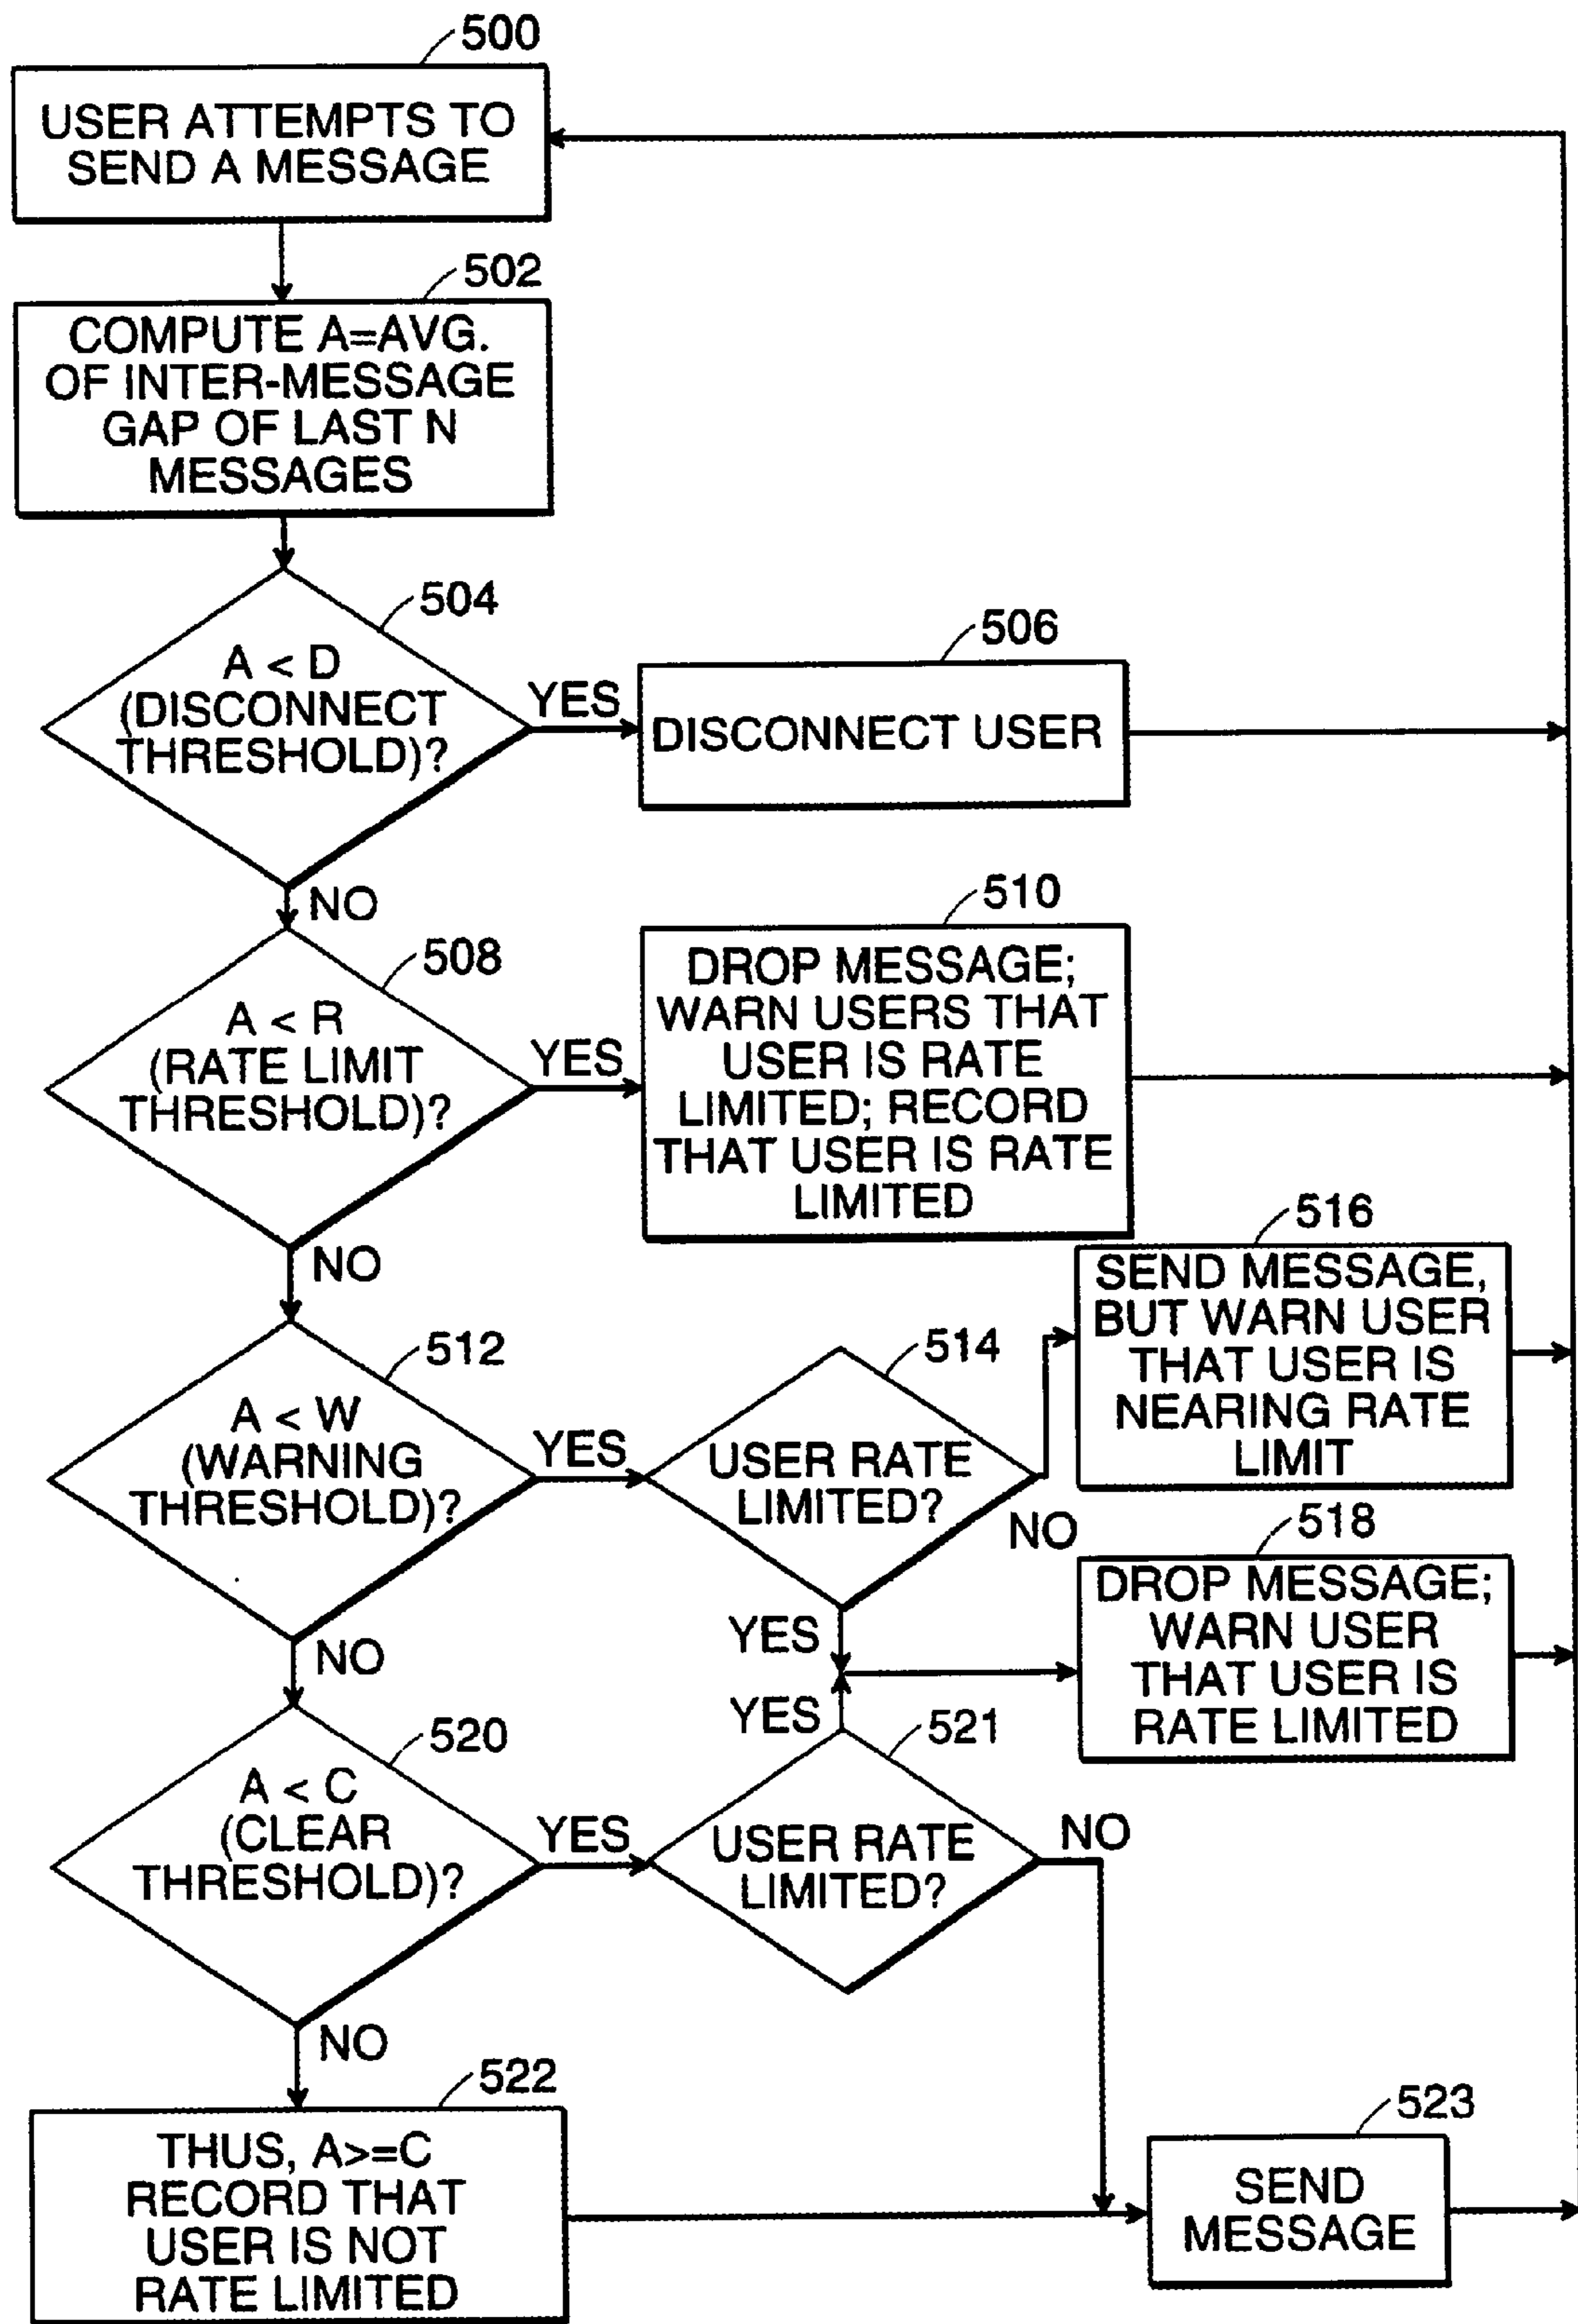 500
USER ATTEMPTS TO
SEND A MESSAGE
502
COMPUTE A=AVG.
OF INTER-MESSAGE
GAP OF LAST N
MESSAGES
504
A < D
(DISCONNECT
THRESHOLD)?
YES
506
DISCONNECT USER
NO
508
A < R
(RATE LIMIT
THRESHOLD)?
YES
510
DROP MESSAGE;
WARN USERS THAT
USER IS RATE
LIMITED; RECORD
THAT USER IS RATE
LIMITED
NO
512
A < W
(WARNING
THRESHOLD)?
YES
514
USER RATE
LIMITED?
NO
516
SEND MESSAGE,
BUT WARN USER
THAT USER IS
NEARING RATE
LIMIT
YES
518
DROP MESSAGE;
WARN USER
THAT USER IS
RATE LIMITED
NO
520
A < C
(CLEAR
THRESHOLD)?
YES
YES
521
USER RATE
LIMITED?
NO
NO
522
THUS, A>=C
RECORD THAT
USER IS NOT
RATE LIMITED
523
SEND
MESSAGE